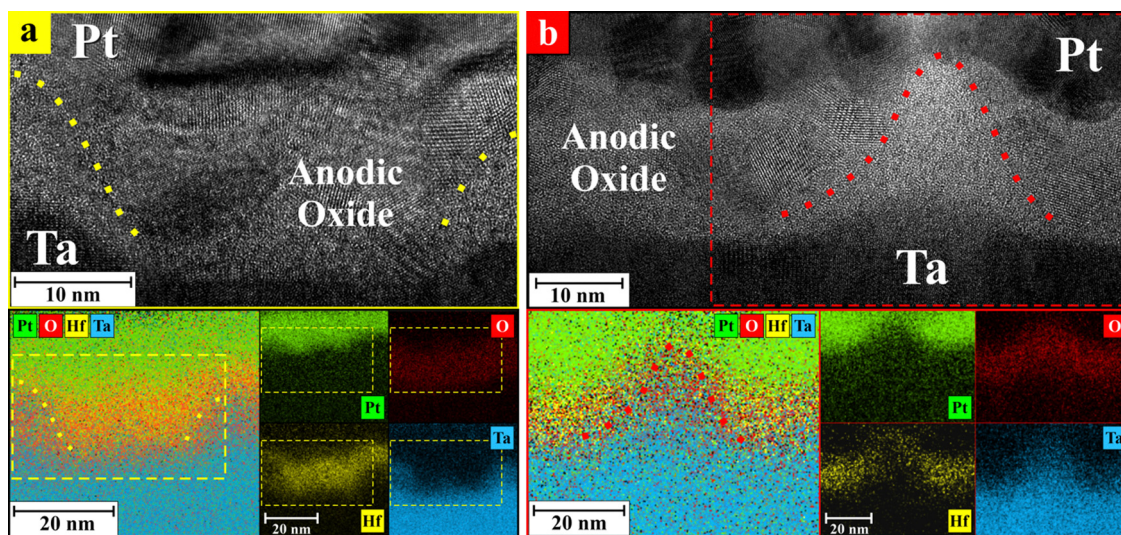 a
Pt
Anodic
Oxide
Ta
10 nm
Pt O Hf Ta
20 nm
Pt
O
Hf
20 nm
Ta
b
Pt
Anodic
Oxide
Ta
10 nm
Pt O Hf Ta
20 nm
Pt
O
Hf
20 nm
Ta